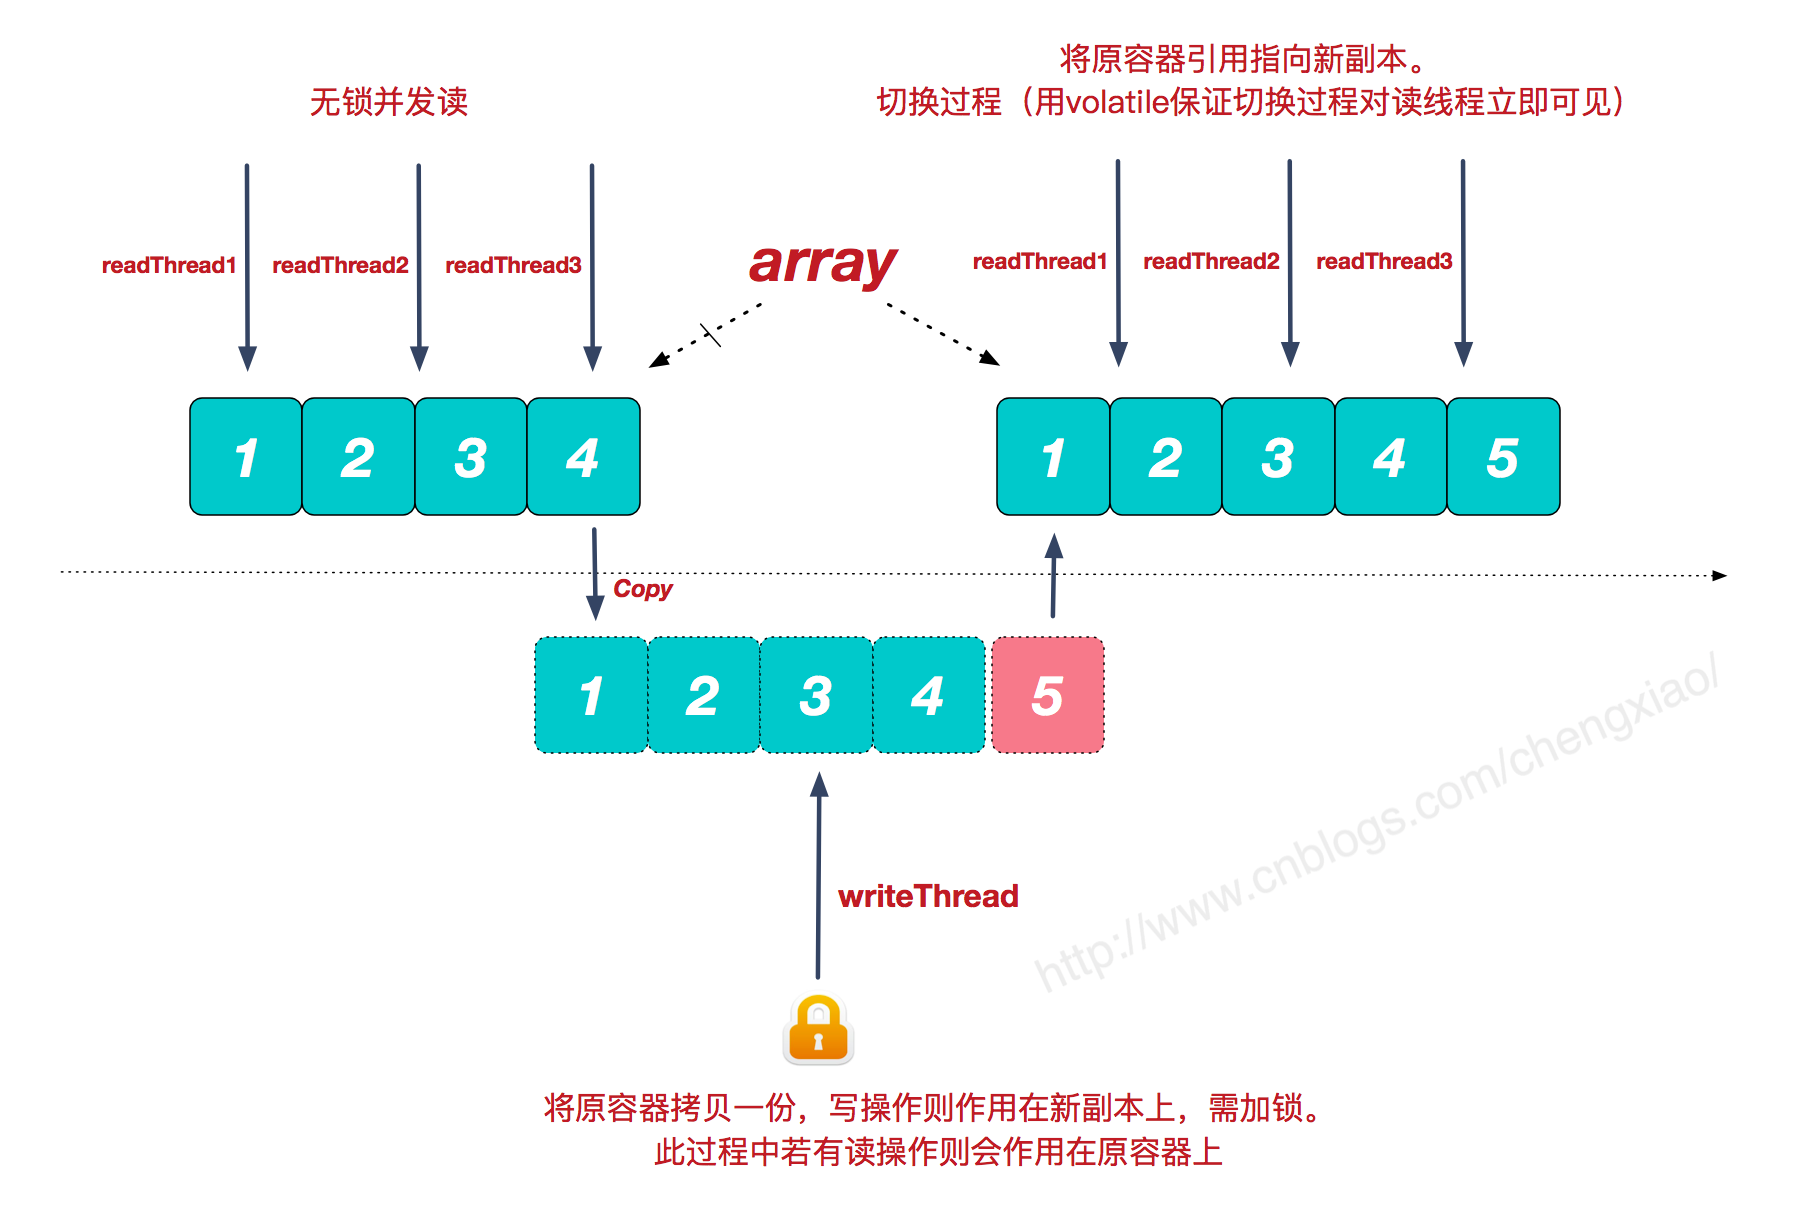 无锁并发读
将原容器引用指向新副本。
切换过程（用volatile保证切换过程对读线程立即可见）
readThread1
readThread2
readThread3
array
readThread1
readThread2
readThread3
1 2 3 4
1 2 3 4 5
Copy
1 2 3 4 5
writeThread
http://www.cnblogs.com/chengxiao/
将原容器拷贝一份，写操作则作用在新副本上，需加锁。
此过程中若有读操作则会作用在原容器上